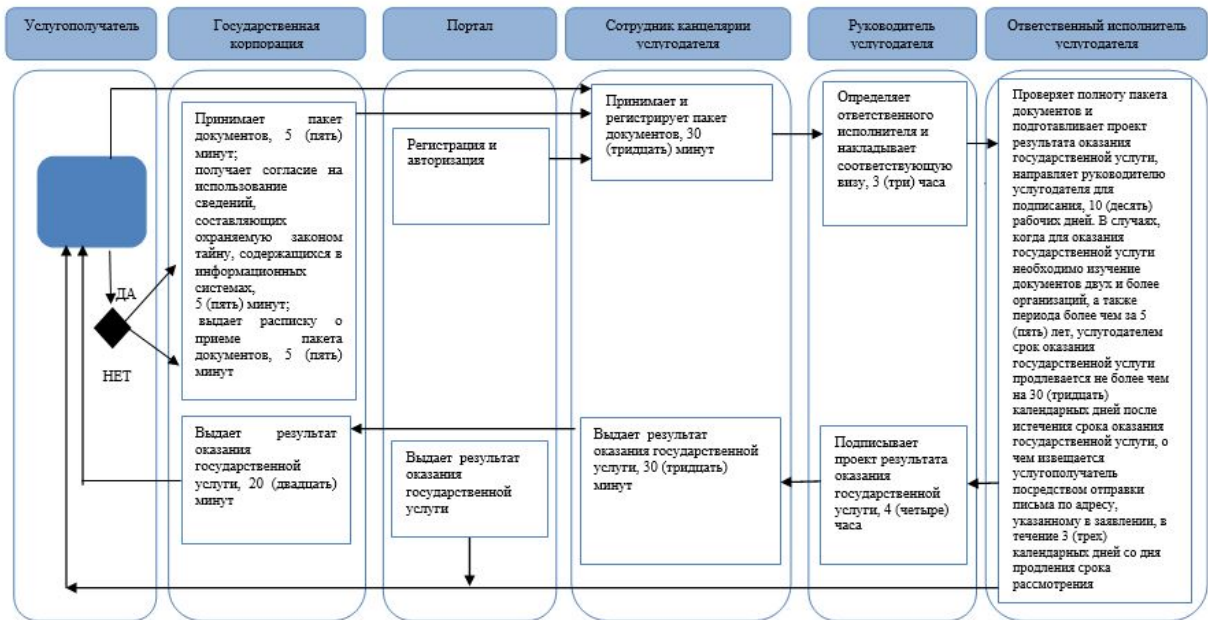 Услугополучатель
Государственная
корпорация
Портал
Сотрудник канцелярии
услугодателя
Руководитель
услугодателя
Ответственный исполнитель
услугодателя
ДА
НЕТ
Принимает пакет
документов, 5 (пять)
минут;
получает согласие на
использование
сведений,
составляющих
охраняемую законом
тайну, содержащихся в
информационных
системах,
5 (пять) минут;
выдает расписку о
приеме пакета
документов, 5 (пять)
минут
Регистрация и
авторизация
Принимает и
регистрирует пакет
документов, 30
(тридцать) минут
Определяет
ответственного
исполнителя и
накладывает
соответствующую
визу, 3 (три) часа
Проверяет полноту пакета
документов и
подготавливает проект
результата оказания
государственной услуги,
направляет руководителю
услугодателя для
подписания, 10 (десять)
рабочих дней. В случаях,
когда для оказания
государственной услуги
необходимо изучение
документов двух и более
организаций, а также
периода более чем за 5
(пять) лет, услугодателем
срок оказания
государственной услуги
продлевается не более чем
на 30 (тридцать)
календарных дней после
истечения срока оказания
государственной услуги, о
чем извещается
услугополучатель
посредством отправки
письма по адресу,
указанному в заявлении, в
течение 3 (трех)
календарных дней со дня
продления срока
рассмотрения
Выдает результат
оказания
государственной
услуги, 20 (двадцать)
минут
Выдает результат
оказания
государственной
услуги
Выдает результат
оказания государственной
услуги, 30 (тридцать)
минут
Подписывает
проект результата
оказания
государственной
услуги, 4 (четыре)
часа